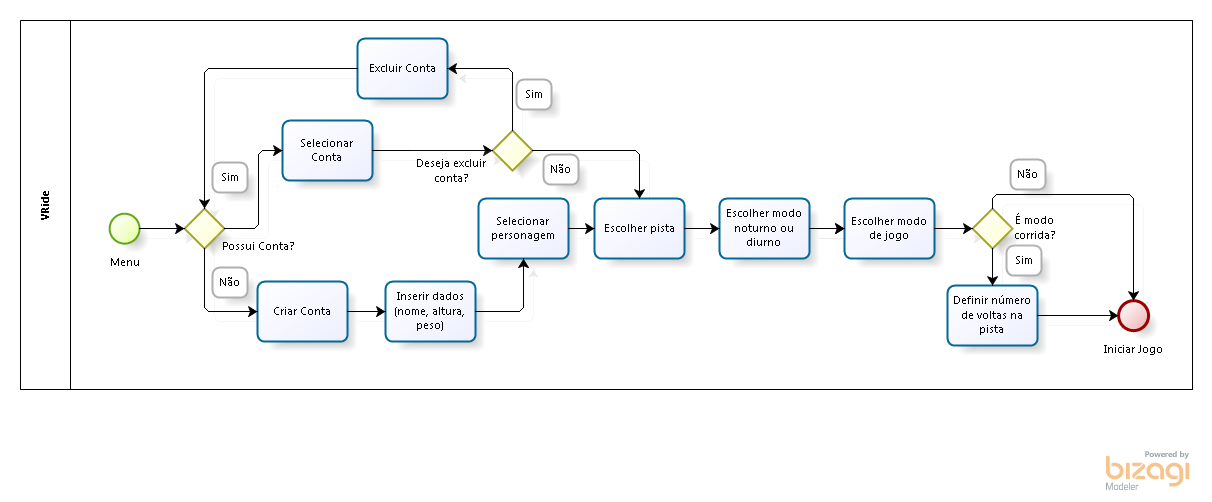 VRide
Excluir Conta
Sim
Selecionar
Conta
Deseja excluir
conta?
Não
Sim
Menu
Possui Conta?
Não
Criar Conta
Inserir dados
(nome, altura,
peso)
Selecionar
personagem
Escolher pista
Escolher modo
noturno ou
diurno
Escolher modo
de jogo
Não
É modo
corrida?
Sim
Definir número
de voltas na
pista
Iniciar Jogo
Powered by
bizagi
Modeler